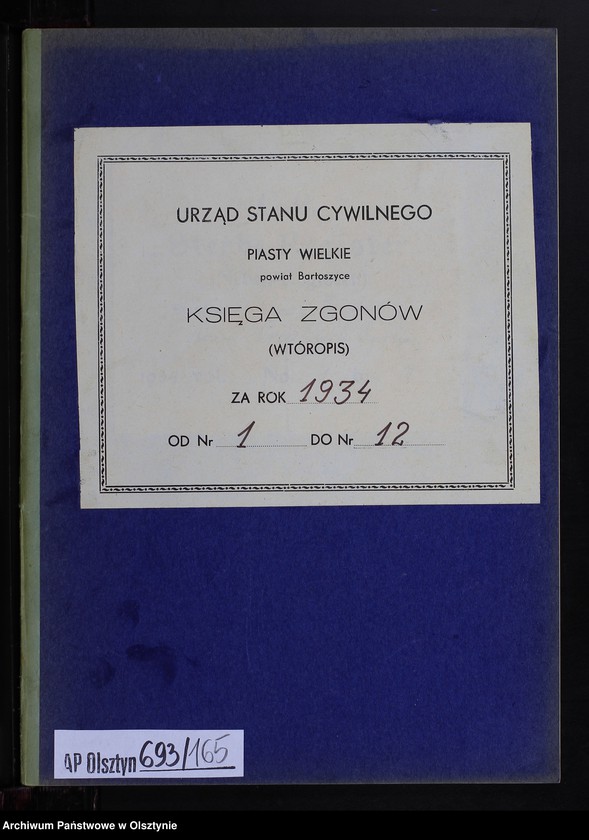 URZĄD STANU CYWILNEGO
PIASTY WIELKIE
powiat Bartoszyce
KSIĘGA ZGONÓW
(WTÓROPIS)
ZA ROK 1934
OD Nr 1 DO Nr 12
AP Olsztyn 693/165
Archiwum Państwowe w Olsztynie